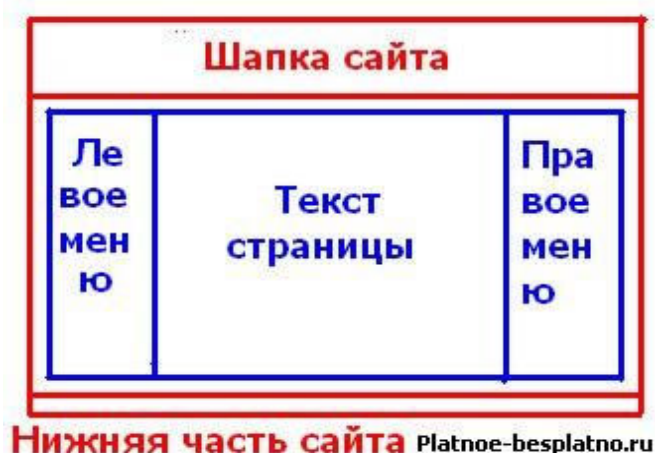 Шапка сайта
Ле
вое
мен
ю
Текст
страницы
Пра
вое
мен
ю
Нижняя часть сайта Platnoe-besplatno.ru